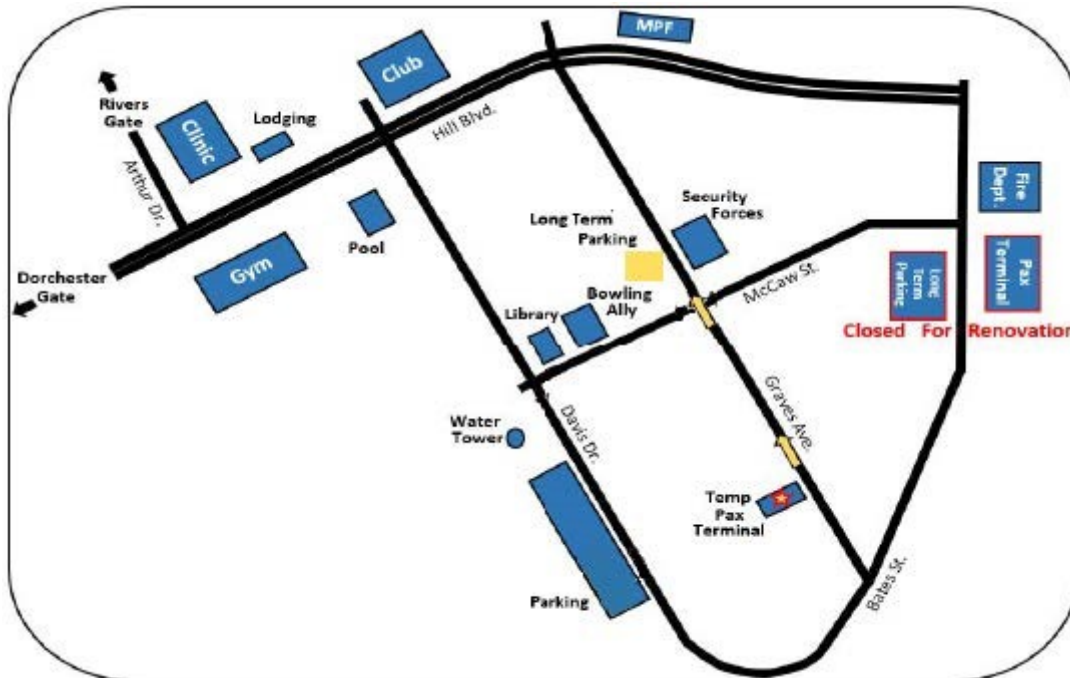 MPF
Club
Rivers
Gate
Clinic
Lodging
Hill Blvd.
Arthur Dr.
Fire
Dept.
Security
Forces
Long Term
Parking
Pool
Gym
Dorchester
Gate
McCaw St.
Long
Term
Parking
Pax
Terminal
Bowling
Ally
Library
Closed For Renovation
Graves Ave.
Davis Dr.
Water
Tower
Temp
Pax
Terminal
Bates St.
Parking